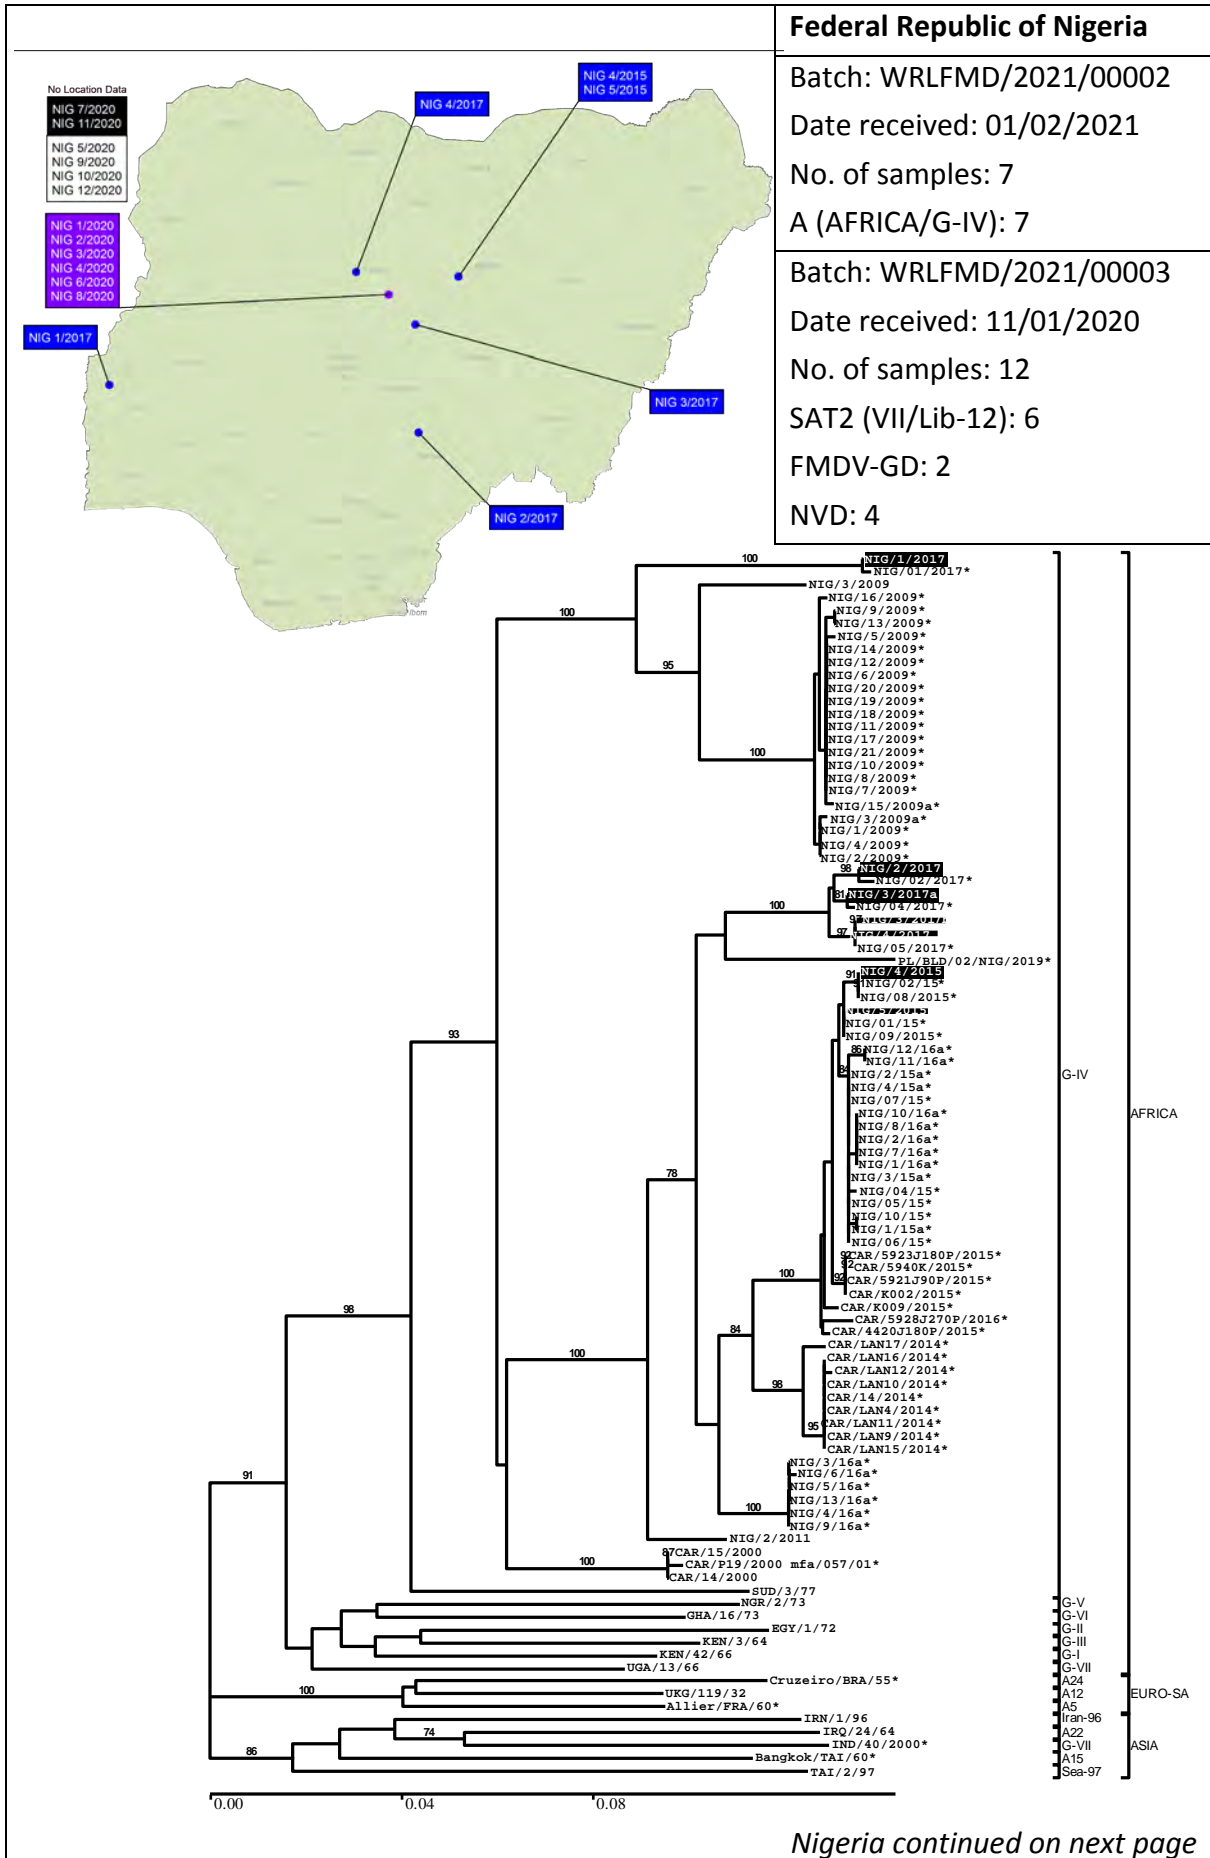 Federal Republic of Nigeria
Batch: WRLFMD/2021/00002
Date received: 01/02/2021
No. of samples: 7
A (AFRICA/G-IV): 7
Batch: WRLFMD/2021/00003
Date received: 11/01/2020
No. of samples: 12
SAT2 (VII/Lib-12): 6
FMDV-GD: 2
NVD: 4
No Location Data
NIG 7/2020
NIG 11/2020
NIG 5/2020
NIG 9/2020
NIG 10/2020
NIG 12/2020
NIG 1/2020
NIG 2/2020
NIG 3/2020
NIG 4/2020
NIG 6/2020
NIG 8/2020
NIG 1/2017
NIG 4/2017
NIG 4/2015
NIG 5/2015
NIG 3/2017
NIG 2/2017
100
NIG/1/2017
NIG/01/2017*
100
NIG/3/2009
NIG/16/2009*
NIG/9/2009*
NIG/13/2009*
NIG/5/2009*
NIG/14/2009*
NIG/12/2009*
95
NIG/6/2009*
NIG/20/2009*
NIG/19/2009*
NIG/18/2009*
NIG/11/2009*
NIG/17/2009*
100
NIG/21/2009*
NIG/10/2009*
NIG/8/2009*
NIG/7/2009*
NIG/15/2009a*
NIG/3/2009a*
NIG/1/2009*
NIG/4/2009*
NIG/2/2009*
98
NIG/2/2017
NIG/02/2017*
81
NIG/3/2017a
100
NIG/04/2017*
97
NIG/3/2017
97
NIG/4/2017
NIG/05/2017*
PL/BLD/02/NIG/2019*
91
NIG/4/2015
NIG/02/15*
NIG/08/2015*
NIG/5/2015
NIG/01/15*
93
NIG/09/2015*
86
NIG/12/16a*
NIG/11/16a*
84
NIG/2/15a*
G-IV
NIG/4/15a*
NIG/07/15*
NIG/10/16a*
AFRICA
NIG/8/16a*
NIG/2/16a*
NIG/7/16a*
NIG/1/16a*
78
NIG/3/15a*
NIG/04/15*
NIG/05/15*
NIG/10/15*
NIG/1/15a*
NIG/06/15*
92
CAR/5923J180P/2015*
92
CAR/5940K/2015*
100
92
CAR/5921J90P/2015*
CAR/K002/2015*
CAR/K009/2015*
98
CAR/5928J270P/2016*
84
CAR/4420J180P/2015*
CAR/LAN17/2014*
100
CAR/LAN16/2014*
CAR/LAN12/2014*
98
CAR/LAN10/2014*
CAR/14/2014*
CAR/LAN4/2014*
95
CAR/LAN11/2014*
CAR/LAN9/2014*
CAR/LAN15/2014*
NIG/3/16a*
91
NIG/6/16a*
NIG/5/16a*
NIG/13/16a*
100
NIG/4/16a*
NIG/9/16a*
NIG/2/2011
87
CAR/15/2000
100
CAR/P19/2000 mfa/057/01*
CAR/14/2000
SUD/3/77
NGR/2/73
G-V
GHA/16/73
G-VI
EGY/1/72
G-II
KEN/3/64
G-III
KEN/42/66
G-I
UGA/13/66
G-VII
Cruzeiro/BRA/55*
A24
100
UKG/119/32
A12
EURO-SA
Allier/FRA/60*
A5
IRN/1/96
Iran-96
74
IRQ/24/64
A22
IND/40/2000*
G-VII
ASIA
86
Bangkok/TAI/60*
A15
TAI/2/97
Sea-97
0.00
0.04
0.08
Nigeria continued on next page